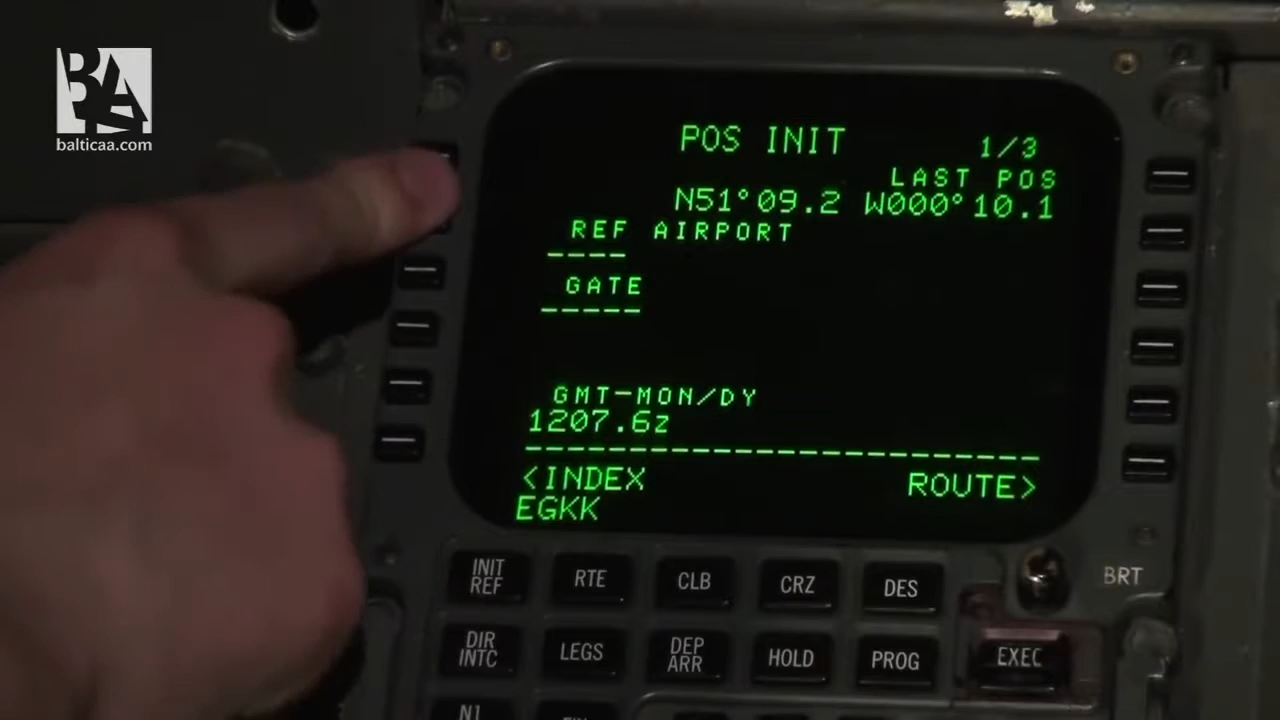 BAA
balticaa.com
POS INIT 1/3
LAST POS
N51°09.2 W000°10.1
REF AIRPORT
----
GATE
-----
GMT-MON/DY
1207.6z
--------------------------
<INDEX ROUTE>
EGKK
INIT REF
RTE
CLB
CRZ
DES
BRT
DIR INTC
LEGS
DEP ARR
HOLD
PROG
EXEC
N1